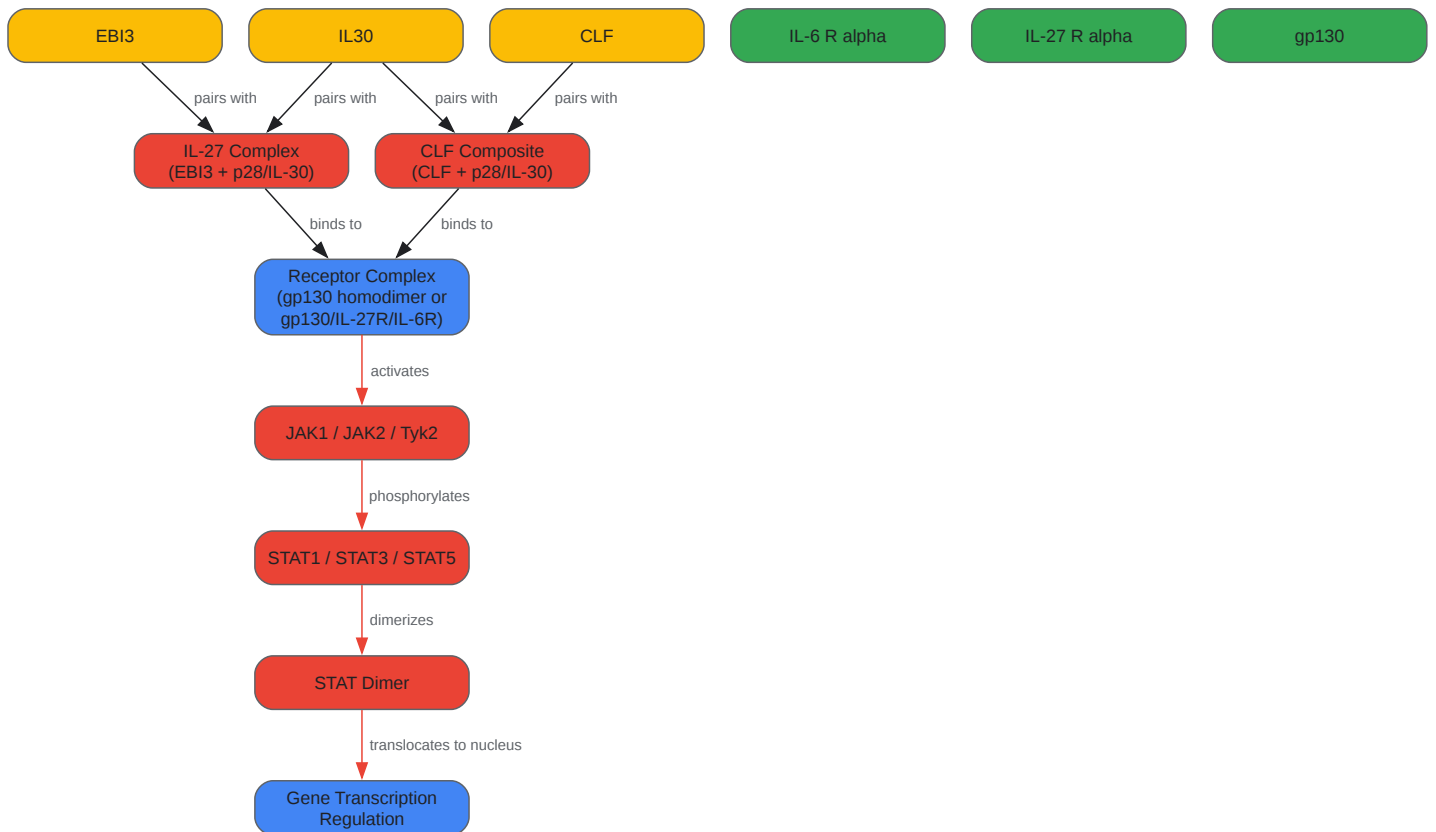 EBI3
IL30
CLF
IL-6 R alpha
IL-27 R alpha
gp130
pairs with
pairs with
pairs with
pairs with
IL-27 Complex
(EBI3 + p28/IL-30)
CLF Composite
(CLF + p28/IL-30)
binds to
binds to
Receptor Complex
(gp130 homodimer or
gp130/IL-27R/IL-6R)
activates
JAK1 / JAK2 / Tyk2
phosphorylates
STAT1 / STAT3 / STAT5
dimerizes
STAT Dimer
translocates to nucleus
Gene Transcription
Regulation